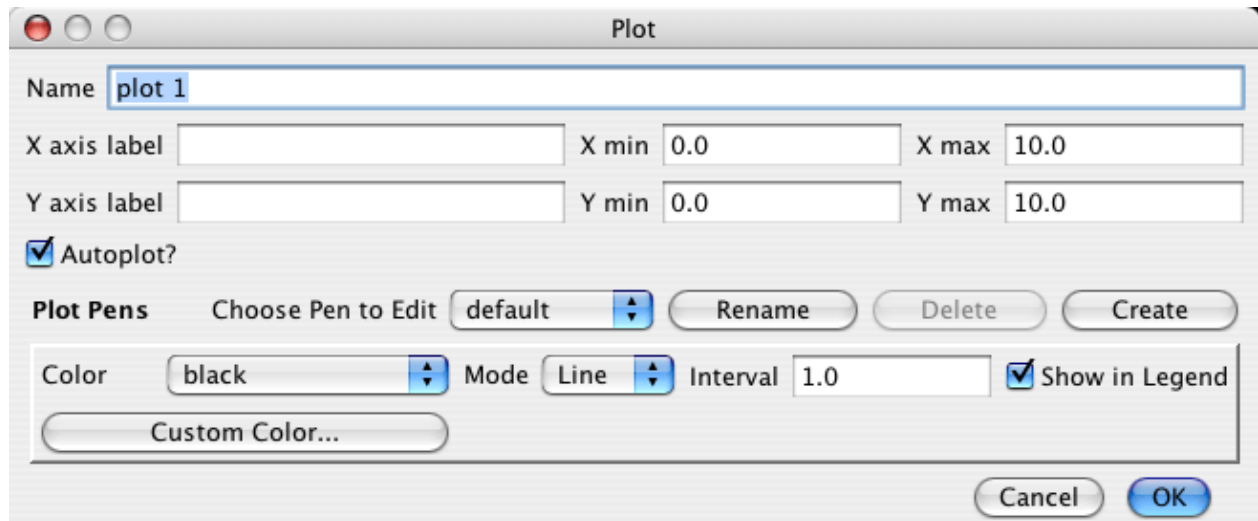 Plot
Name plot 1
X axis label X min 0.0 X max 10.0
Y axis label Y min 0.0 Y max 10.0
Autoplot?
Plot Pens Choose Pen to Edit default Rename Delete Create
Color black Mode Line Interval 1.0 Show in Legend
Custom Color...
Cancel OK